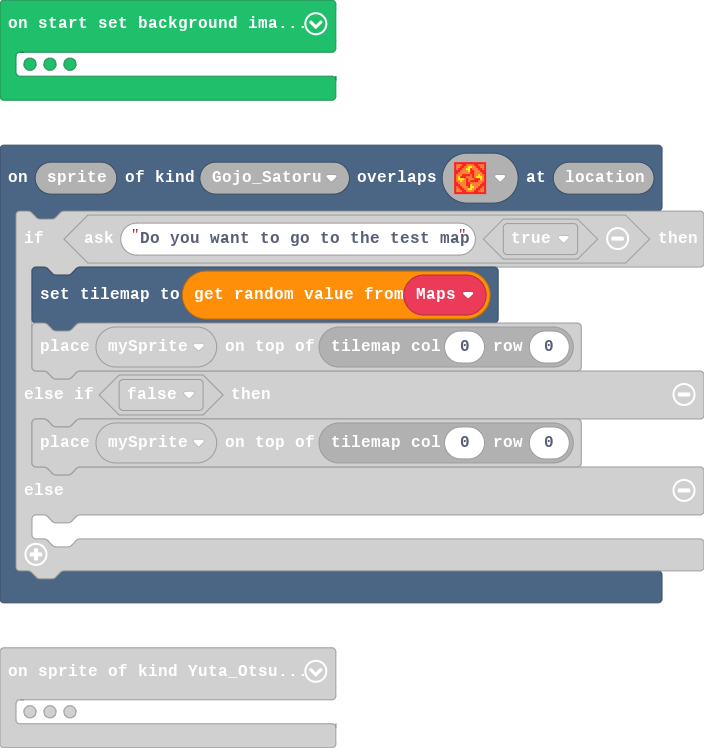 on start set background ima...
on sprite of kind Gojo_Satoru overlaps at location
if ask "Do you want to go to the test map" true then
set tilemap to get random value from Maps
place mySprite on top of tilemap col 0 row 0
else if false then
place mySprite on top of tilemap col 0 row 0
else
on sprite of kind Yuta_Otsu...